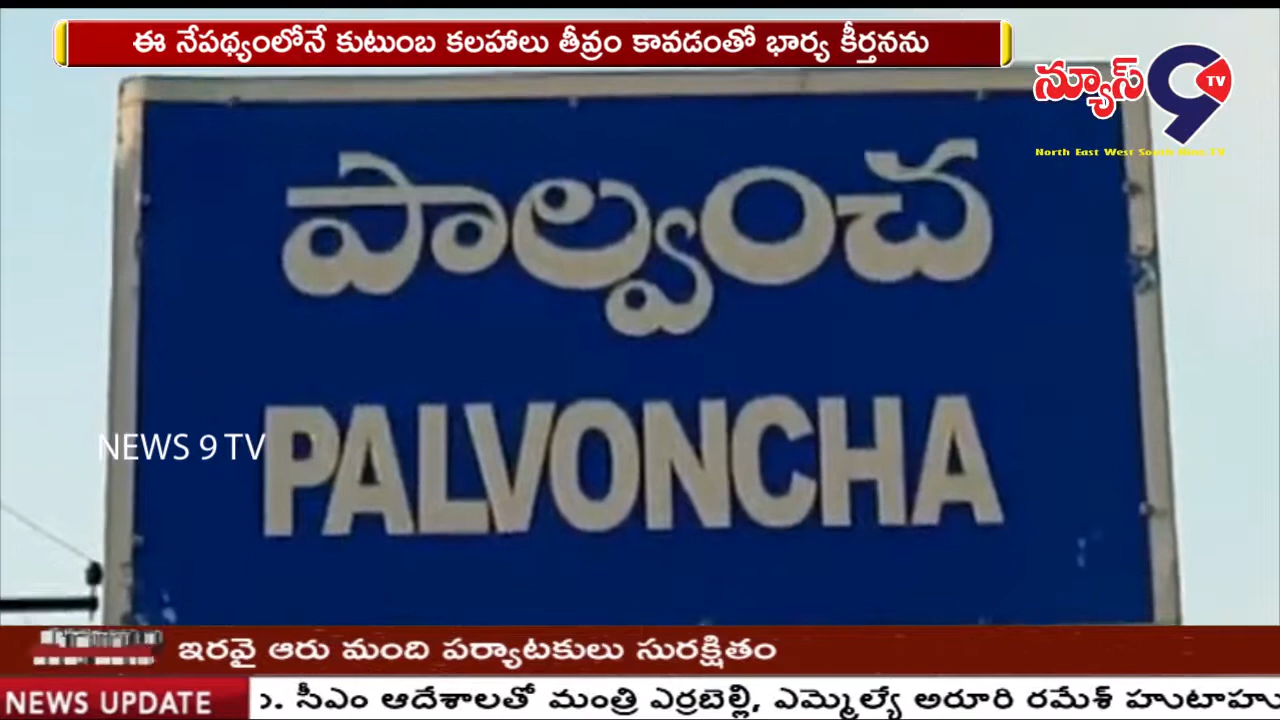 ఈ నేపథ్యంలోనే కుటుంబ కలహాలు తీవ్రం కావడంతో భార్య కీర్తనను
న్యూస్ 9 TV
North East West South Nine TV
పాల్వంచ
NEWS 9 TV
PALVONCHA
ఇరవై ఆరు మంది పర్యాటకులు సురక్షితం
NEWS UPDATE
సీఎం ఆదేశాలతో మంత్రి ఎర్రబెల్లి, ఎమ్మెల్యే అరూరి రమేశ్ హుటాహు